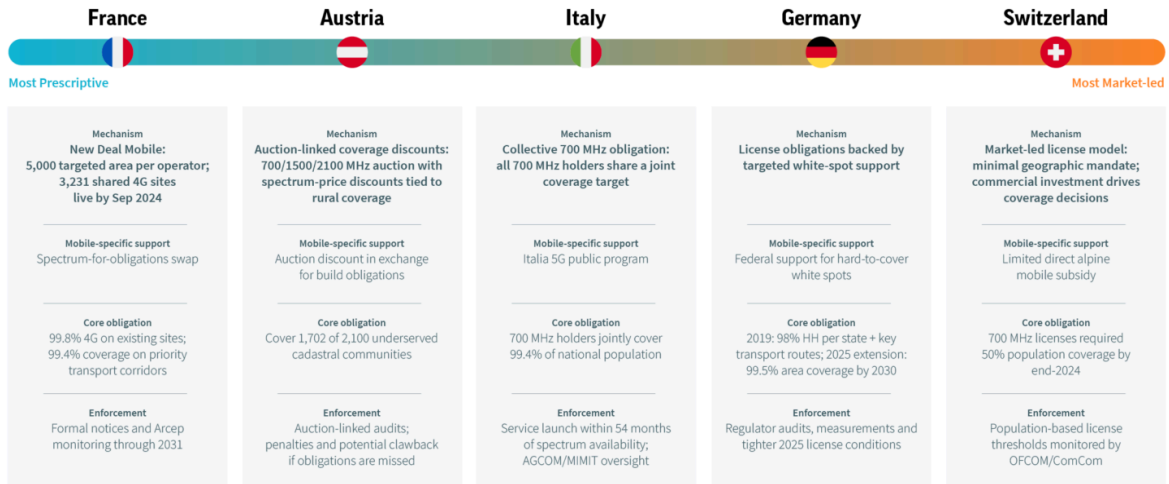 France
Austria
Italy
Germany
Switzerland
Most Prescriptive
Most Market-led
Mechanism
New Deal Mobile:
5,000 targeted area per operator;
3,231 shared 4G sites
live by Sep 2024
Mobile-specific support
Spectrum-for-obligations swap
Core obligation
99.8% 4G on existing sites;
99.4% coverage on priority
transport corridors
Enforcement
Formal notices and Arcep
monitoring through 2031
Mechanism
Auction-linked coverage discounts:
700/1500/2100 MHz auction with
spectrum-price discounts tied to
rural coverage
Mobile-specific support
Auction discount in exchange
for build obligations
Core obligation
Cover 1,702 of 2,100 underserved
cadastral communities
Enforcement
Auction-linked audits;
penalties and potential clawback
if obligations are missed
Mechanism
Collective 700 MHz obligation:
all 700 MHz holders share a joint
coverage target
Mobile-specific support
Italia 5G public program
Core obligation
700 MHz holders jointly cover
99.4% of national population
Enforcement
Service launch within 54 months
of spectrum availability;
AGCOM/MIMIT oversight
Mechanism
License obligations backed by
targeted white-spot support
Mobile-specific support
Federal support for hard-to-cover
white spots
Core obligation
2019: 98% HH per state + key
transport routes; 2025 extension:
99.5% area coverage by 2030
Enforcement
Regulator audits, measurements and
tighter 2025 license conditions
Mechanism
Market-led license model:
minimal geographic mandate;
commercial investment drives
coverage decisions
Mobile-specific support
Limited direct alpine
mobile subsidy
Core obligation
700 MHz licenses required
50% population coverage by
end-2024
Enforcement
Population-based license
thresholds monitored by
OFCOM/ComCom